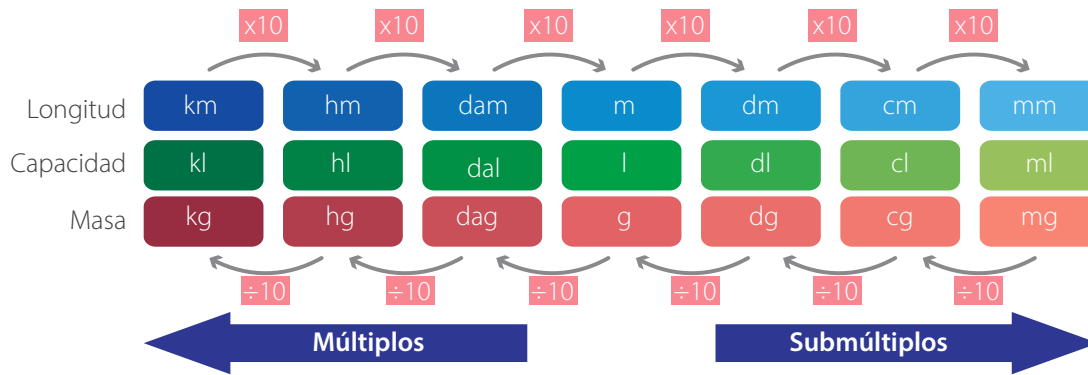 x10 x10 x10 x10 x10 x10
Longitud km hm dam m dm cm mm
Capacidad kl hl dal l dl cl ml
Masa kg hg dag g dg cg mg
÷10 ÷10 ÷10 ÷10 ÷10 ÷10
Múltiplos Submúltiplos